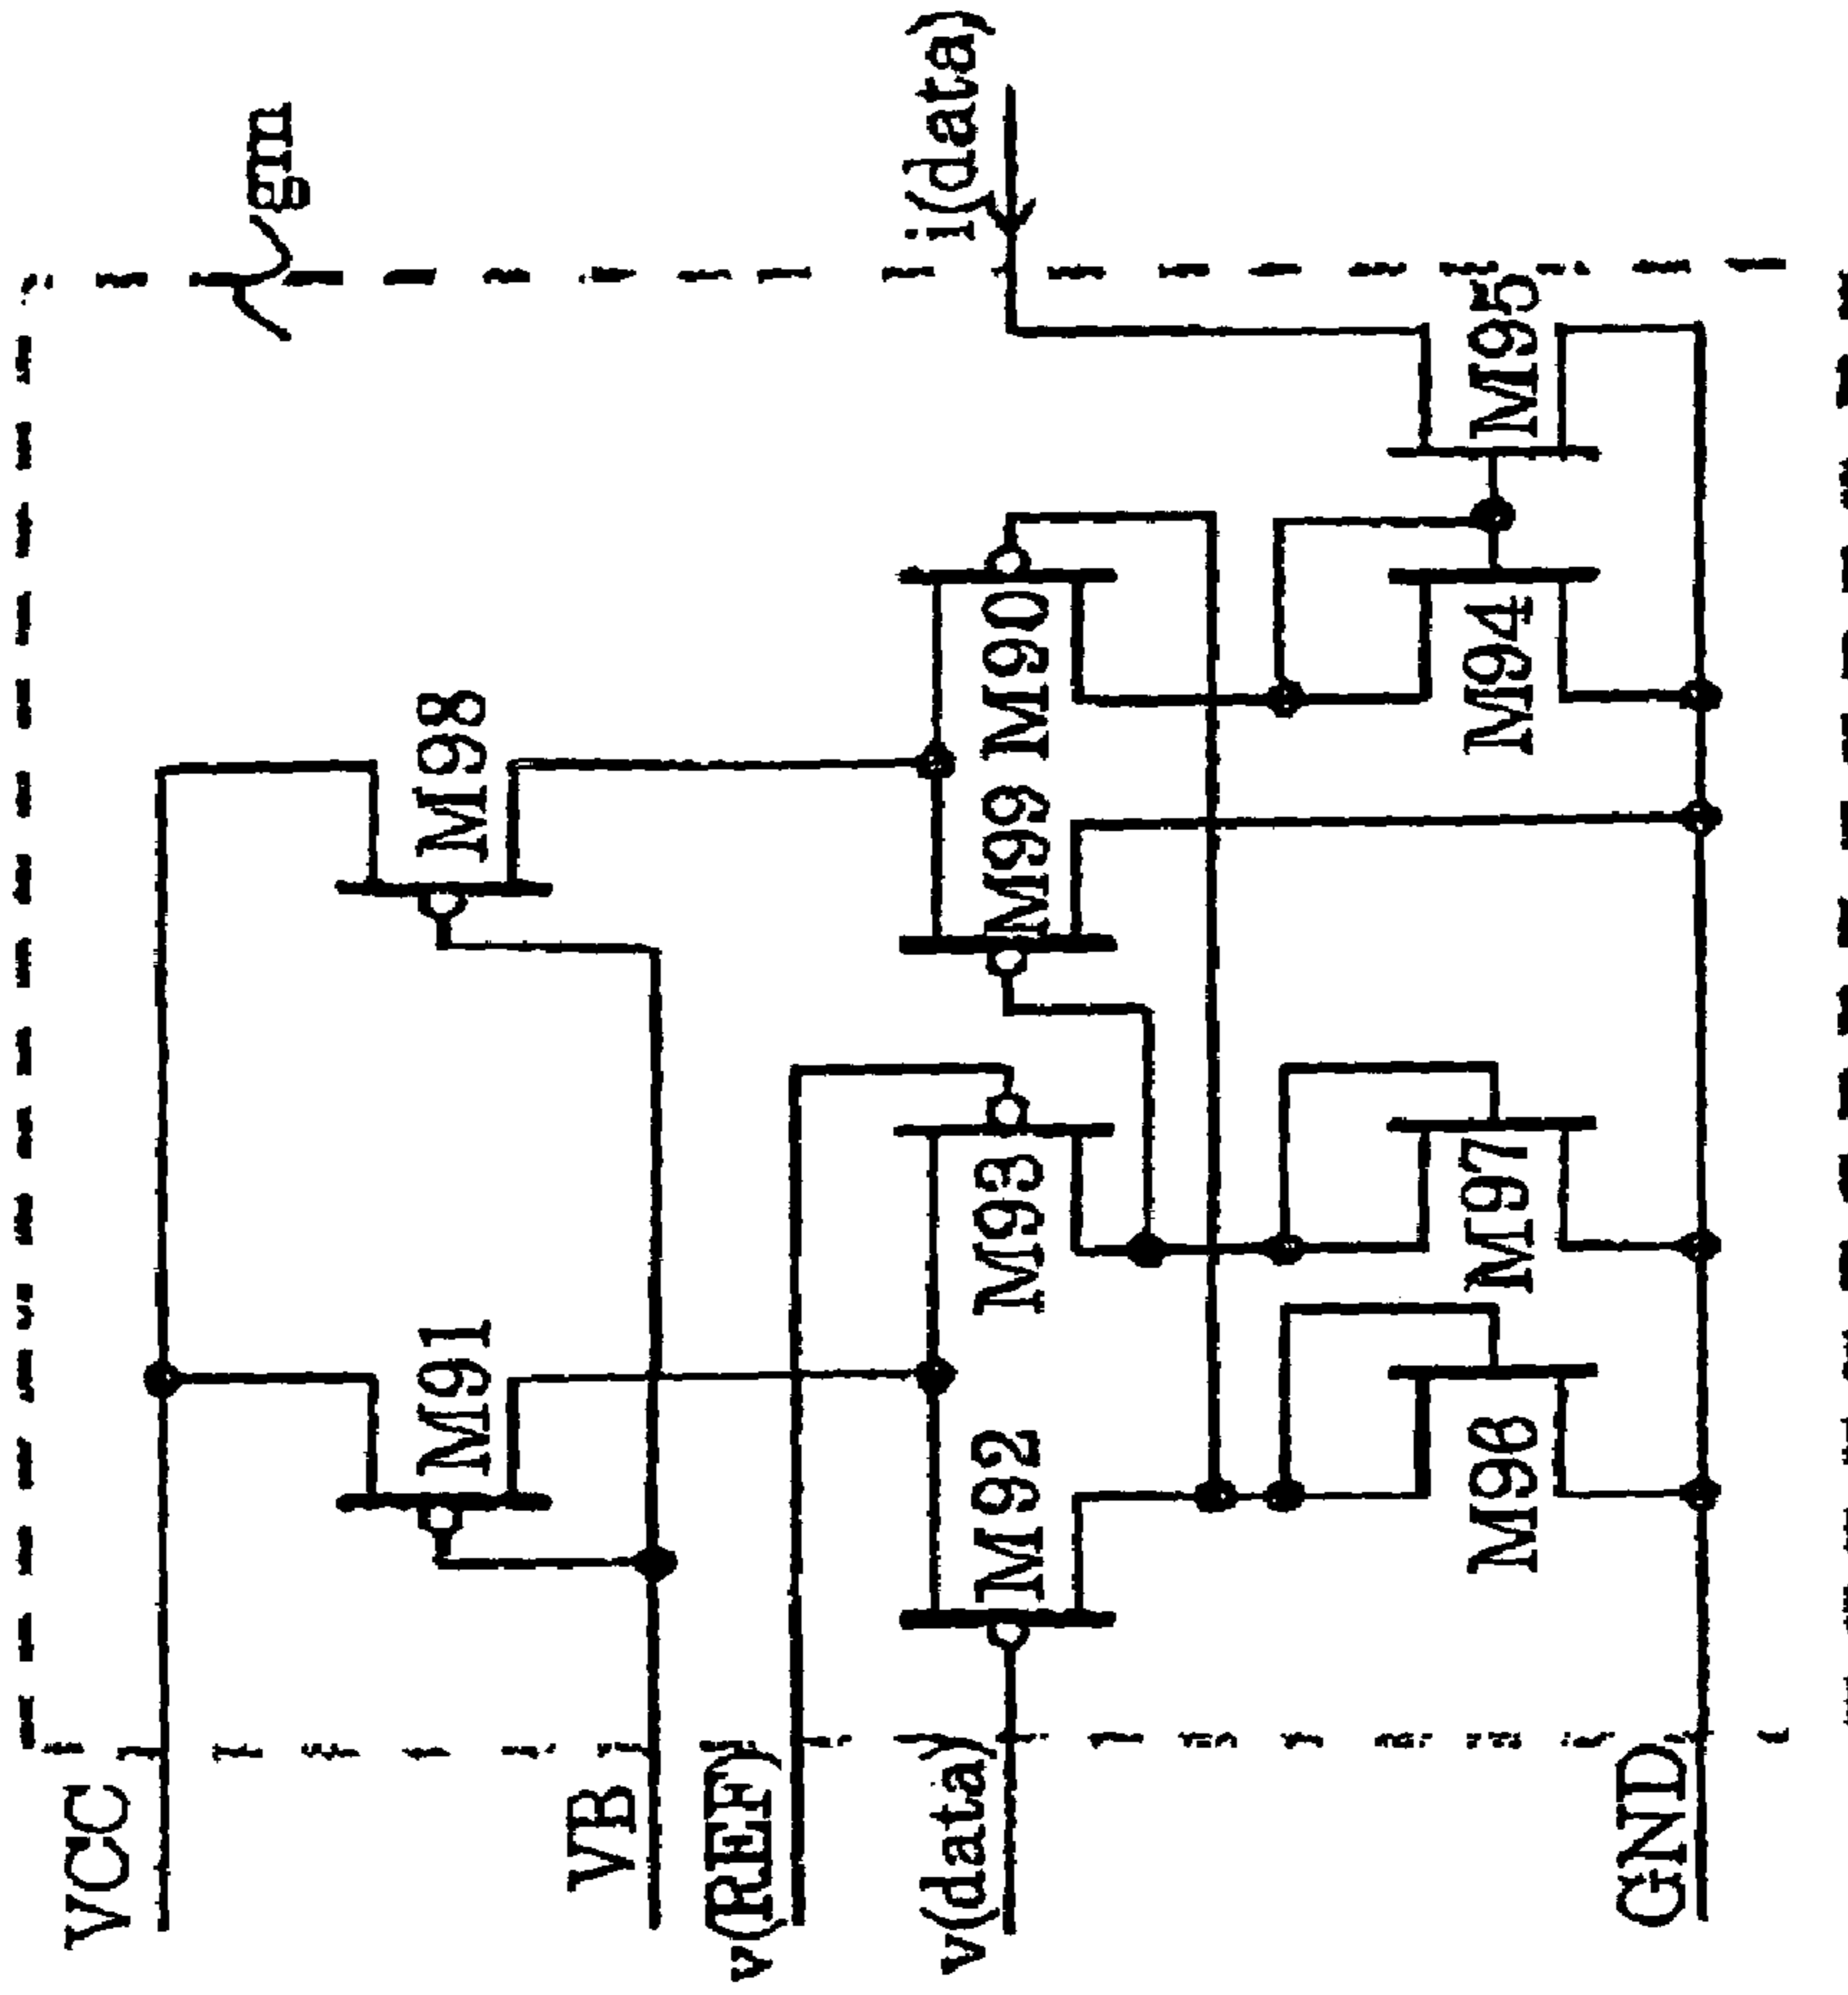 VCC
gm
M91 M98
VB
v(REF)
v(data) M92 M93 M99 M90 i(data)
M96 M97 M94 M95
GND